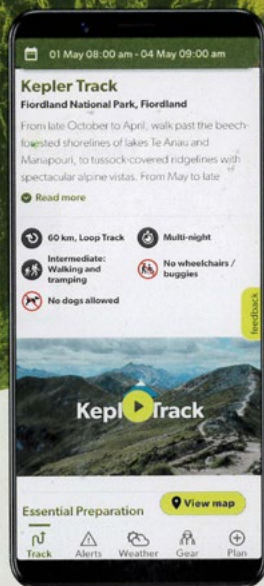 01 May 08:00 am - 04 May 09:00 am
Kepler Track
Fiordland National Park, Fiordland
From late October to April, walk past the beech-
forested shorelines of lakes Te Anau and
Manapouri, to tussock-covered ridgelines with
spectacular alpine vistas. From May to late
Read more
60 km, Loop Track
Multi-night
Intermediate:
Walking and
tramping
No wheelchairs /
buggies
No dogs allowed
feedback
Kepler Track
Essential Preparation
View map
Track
Alerts
Weather
Gear
Plan